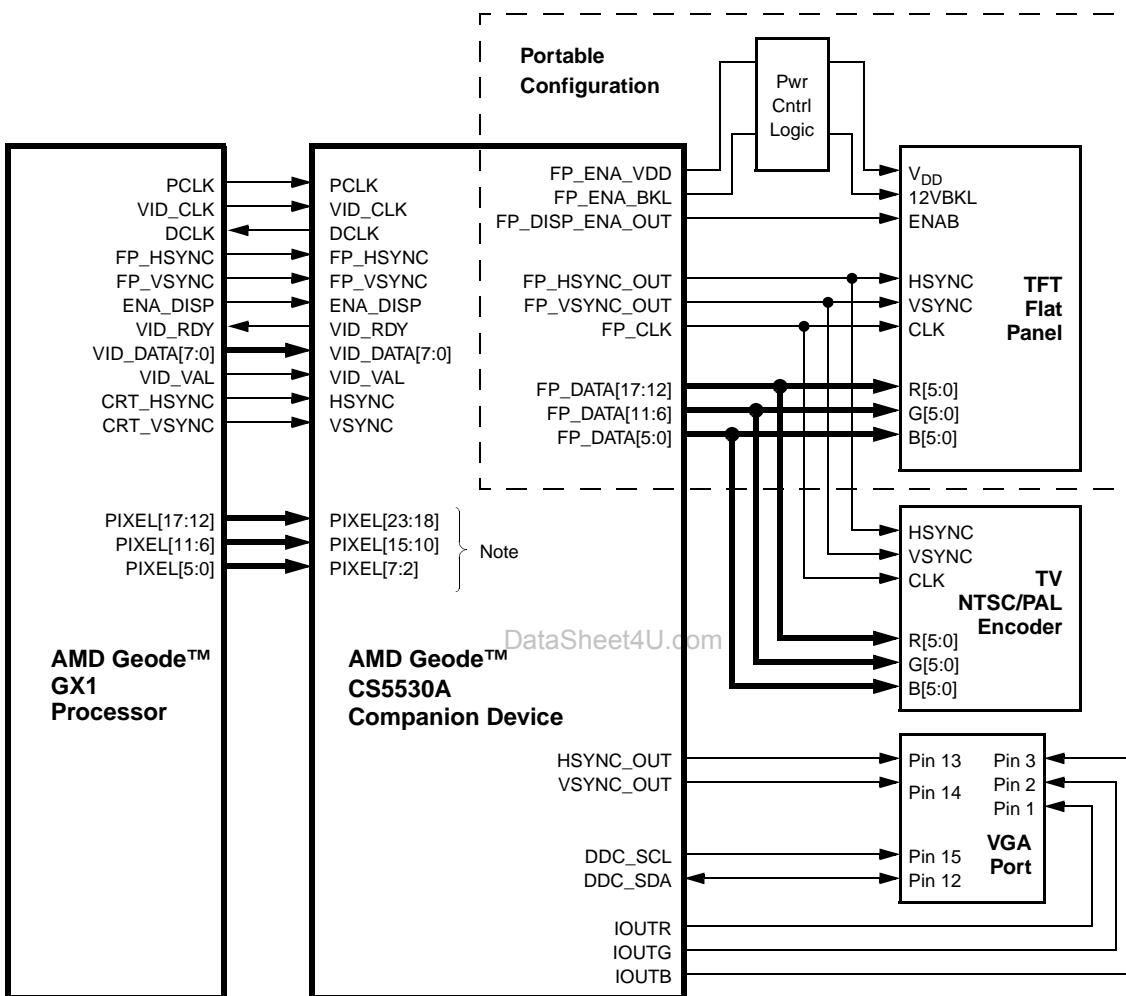 Portable
Configuration
Pwr
Cntrl
Logic
PCLK
VID_CLK
DCLK
FP_HSYNC
FP_VSYNC
ENA_DISP
VID_RDY
VID_DATA[7:0]
VID_VAL
CRT_HSYNC
CRT_VSYNC
PIXEL[17:12]
PIXEL[11:6]
PIXEL[5:0]
AMD Geode™
GX1
Processor
PCLK
VID_CLK
DCLK
FP_HSYNC
FP_VSYNC
ENA_DISP
VID_RDY
VID_DATA[7:0]
VID_VAL
HSYNC
VSYNC
PIXEL[23:18]
PIXEL[15:10]
PIXEL[7:2]
Note
AMD Geode™
CS5530A
Companion Device
FP_ENA_VDD
FP_ENA_BKL
FP_DISP_ENA_OUT
FP_HSYNC_OUT
FP_VSYNC_OUT
FP_CLK
FP_DATA[17:12]
FP_DATA[11:6]
FP_DATA[5:0]
HSYNC_OUT
VSYNC_OUT
DDC_SCL
DDC_SDA
IOUTR
IOUTG
IOUTB
VDD
12VBKL
ENAB
HSYNC
VSYNC
CLK
R[5:0]
G[5:0]
B[5:0]
TFT
Flat
Panel
HSYNC
VSYNC
CLK
R[5:0]
G[5:0]
B[5:0]
TV
NTSC/PAL
Encoder
Pin 13
Pin 14
Pin 15
Pin 12
Pin 3
Pin 2
Pin 1
VGA
Port
DataSheet4U.com